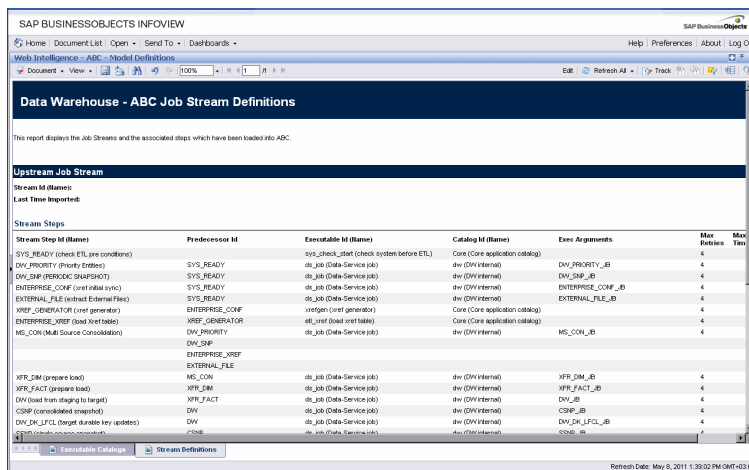 SAP BUSINESSOBJECTS INFOVIEW
SAP BusinessObjects
Home Document List Open Send To Dashboards Help Preferences About Log O
Web Intelligence - ABC - Model Definitions
Document View 100% 1 /1 Edit Refresh All Track
Data Warehouse - ABC Job Stream Definitions
This report displays the Job Streams and the associated steps which have been loaded into ABC.
Upstream Job Stream
Stream Id (Name):
Last Time Imported:
Stream Steps
Stream Step Id (Name) Predecessor Id Executable Id (Name) Catalog Id (Name) Exec Arguments Max Retries Max Tim
SYS_READY (check ETL pre conditions) sys_check_start (check system before ETL) Core (Core application catalog) 4
DW_PRIORITY (Priority Entities) SYS_READY ds_job (Data-Service job) dw (DW internal) DW_PRIORITY_JB 4
DW_SNP (PERIODIC SNAPSHOT) SYS_READY ds_job (Data-Service job) dw (DW internal) DW_SNP_JB 4
ENTERPRISE_CONF (xref initial sync) SYS_READY ds_job (Data-Service job) dw (DW internal) ENTERPRISE_CONF_JB 4
EXTERNAL_FILE (extract External Files) SYS_READY ds_job (Data-Service job) dw (DW internal) EXTERNAL_FILE_JB 4
XREF_GENERATOR (xref generator) ENTERPRISE_CONF xrefgen (xref generator) Core (Core application catalog) 4
ENTERPRISE_XREF (load Xref table) XREF_GENERATOR etl_xref (load xref table) Core (Core application catalog) 4
MS_CON (Multi Source Consolidation) DW_PRIORITY ds_job (Data-Service job) dw (DW internal) MS_CON_JB 4
DW_SNP
ENTERPRISE_XREF
EXTERNAL_FILE
XFR_DIM (prepare load) MS_CON ds_job (Data-Service job) dw (DW internal) XFR_DIM_JB 4
XFR_FACT (prepare load) XFR_DIM ds_job (Data-Service job) dw (DW internal) XFR_FACT_JB 4
DW (load from staging to target) XFR_FACT ds_job (Data-Service job) dw (DW internal) DW_JB 4
CSNP (consolidated snapshot) DW ds_job (Data-Service job) dw (DW internal) CSNP_JB 4
DW_DK_LFCL (target durable key updates) DW ds_job (Data-Service job) dw (DW internal) DW_DK_LFCL_JB 4
SSNP (single source snapshot) CSNP ds_job (Data-Service job) dw (DW internal) SSNP_JB 4
Executable Catalogs Stream Definitions
Refresh Date: May 8, 2011 1:39:02 PM GMT+03: